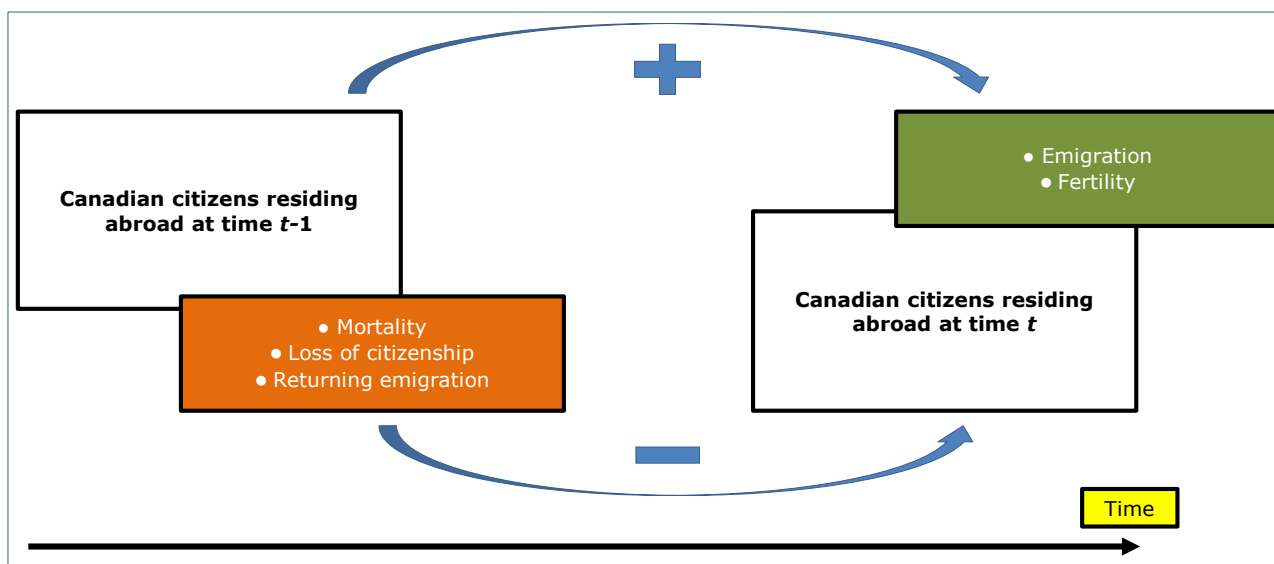 Canadian citizens residing
abroad at time t-1
● Mortality
● Loss of citizenship
● Returning emigration
● Emigration
● Fertility
Canadian citizens residing
abroad at time t
Time